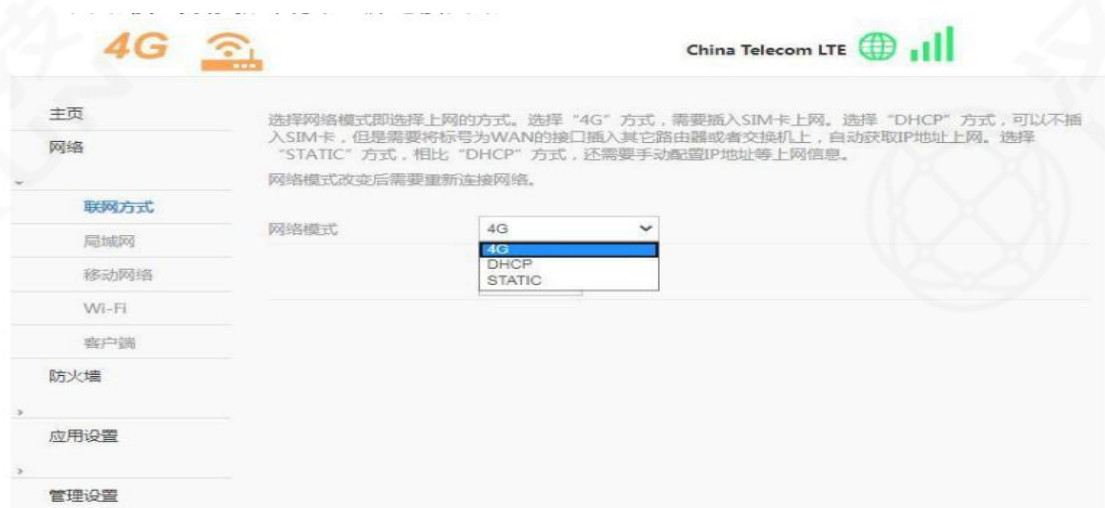 4G
China Telecom LTE
主页
网络
联网方式
局域网
移动网络
Wi-Fi
客户端
防火墙
应用设置
管理设置
选择网络模式即选择上网的方式。选择“4G”方式，需要插入SIM卡上网。选择“DHCP”方式，可以不插
入SIM卡，但是需要将标号为WAN的接口插入其它路由器或者交换机上，自动获取IP地址上网。选择
“STATIC”方式，相比“DHCP”方式，还需要手动配置IP地址等上网信息。
网络模式改变后需要重新连接网络。
网络模式
4G
4G
DHCP
STATIC